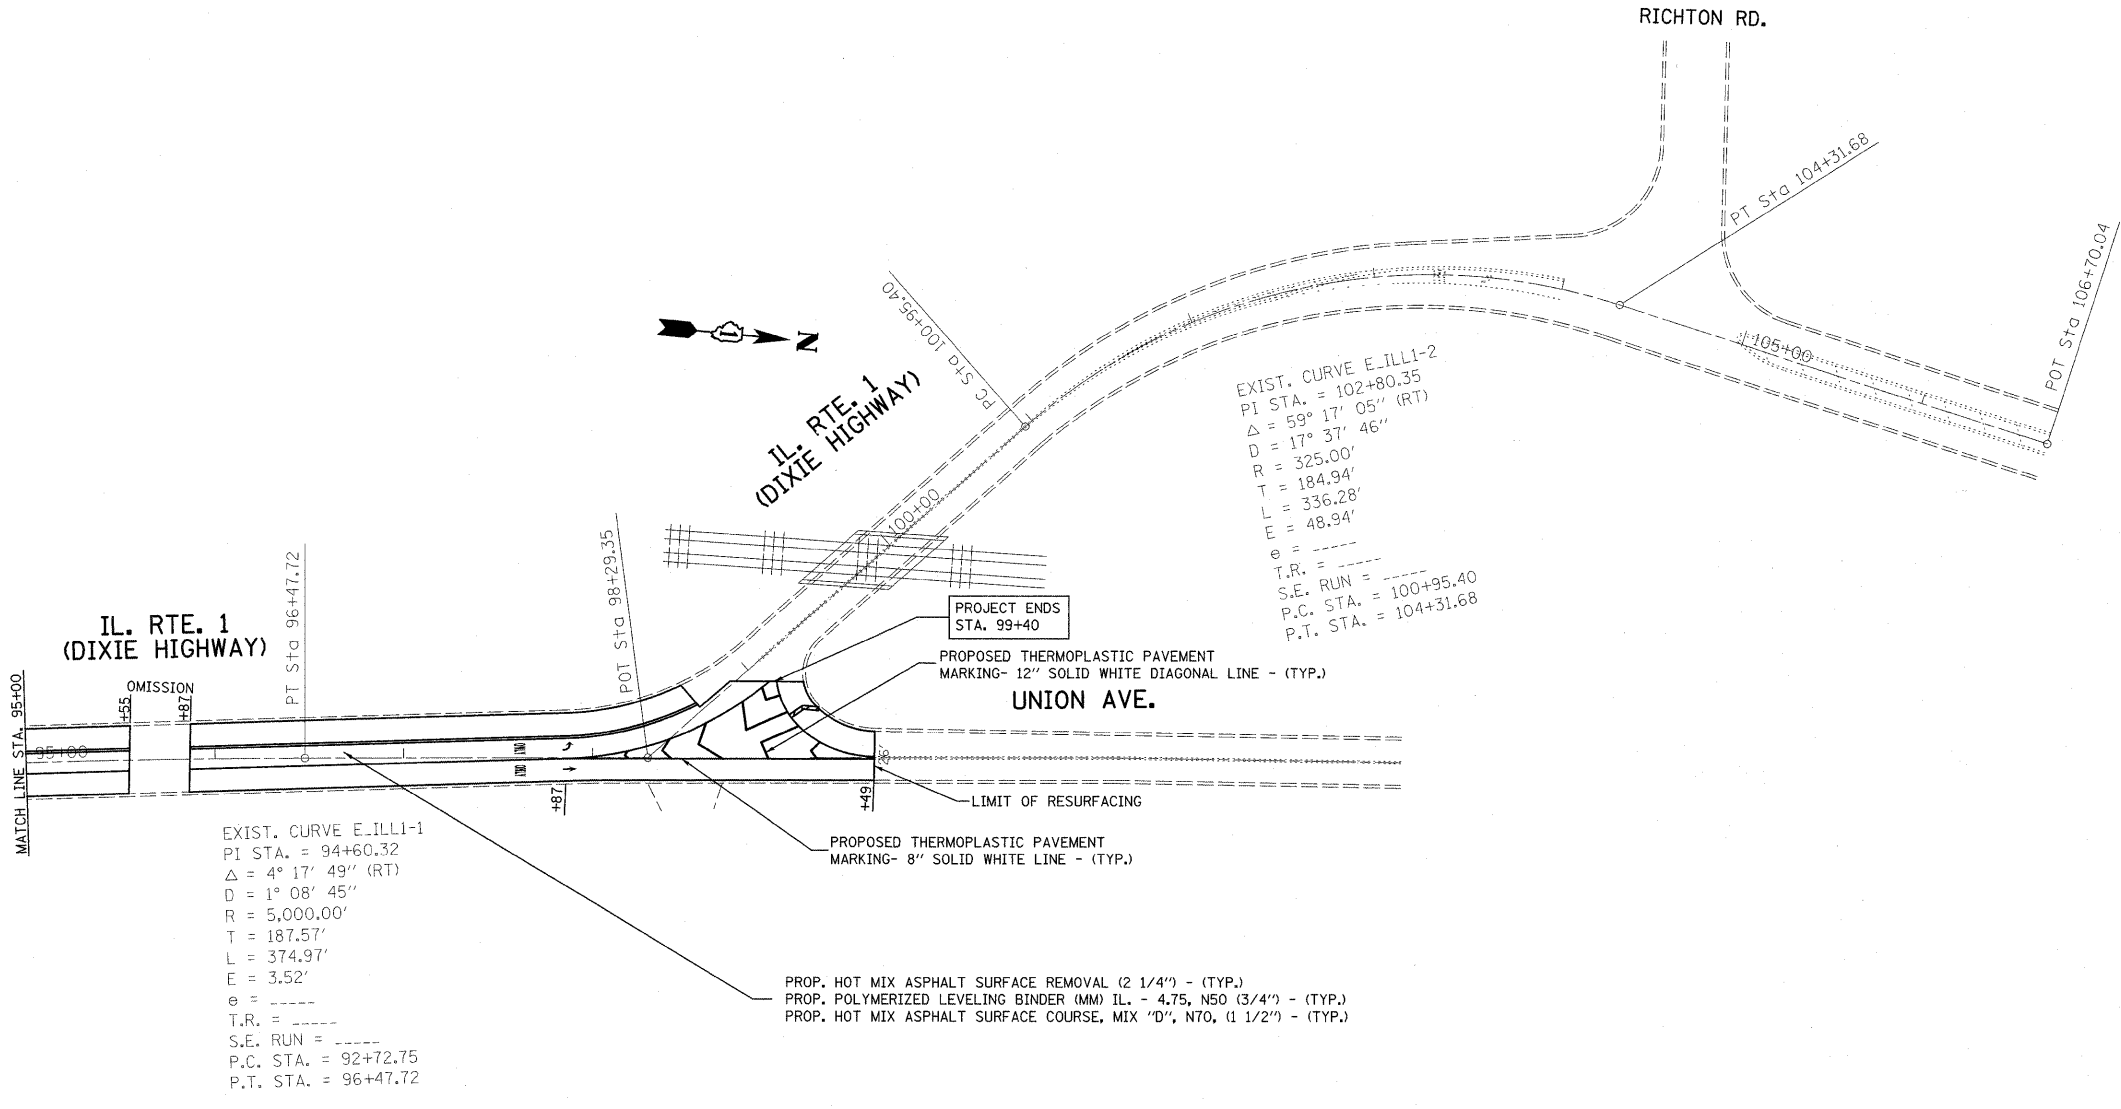 RICHTON RD.
PT Sta 104+31.68
POT Sta 106+70.04
105+00
PC Sta 100+95.40
N
1
IL. RTE. 1
(DIXIE HIGHWAY)
100+00
EXIST. CURVE E_ILL1-2
PI STA. = 102+80.35
Δ = 59° 17' 05" (RT)
D = 17° 37' 46"
R = 325.00'
T = 184.94'
L = 336.28'
E = 48.94'
e = -----
T.R. = -----
S.E. RUN = -----
P.C. STA. = 100+95.40
P.T. STA. = 104+31.68
POT Sta 98+29.35
PT Sta 96+47.72
IL. RTE. 1
(DIXIE HIGHWAY)
PROJECT ENDS
STA. 99+40
PROPOSED THERMOPLASTIC PAVEMENT
MARKING- 12" SOLID WHITE DIAGONAL LINE - (TYP.)
UNION AVE.
MATCH LINE STA. 95+00
OMISSION
+55
+87
95+00
ONLY
ONLY
26'
+87
+49
LIMIT OF RESURFACING
PROPOSED THERMOPLASTIC PAVEMENT
MARKING- 8" SOLID WHITE LINE - (TYP.)
EXIST. CURVE E_ILL1-1
PI STA. = 94+60.32
Δ = 4° 17' 49" (RT)
D = 1° 08' 45"
R = 5,000.00'
T = 187.57'
L = 374.97'
E = 3.52'
e = -----
T.R. = -----
S.E. RUN = -----
P.C. STA. = 92+72.75
P.T. STA. = 96+47.72
PROP. HOT MIX ASPHALT SURFACE REMOVAL (2 1/4") - (TYP.)
PROP. POLYMERIZED LEVELING BINDER (MM) IL. - 4.75, N50 (3/4") - (TYP.)
PROP. HOT MIX ASPHALT SURFACE COURSE, MIX "D", N70, (1 1/2") - (TYP.)